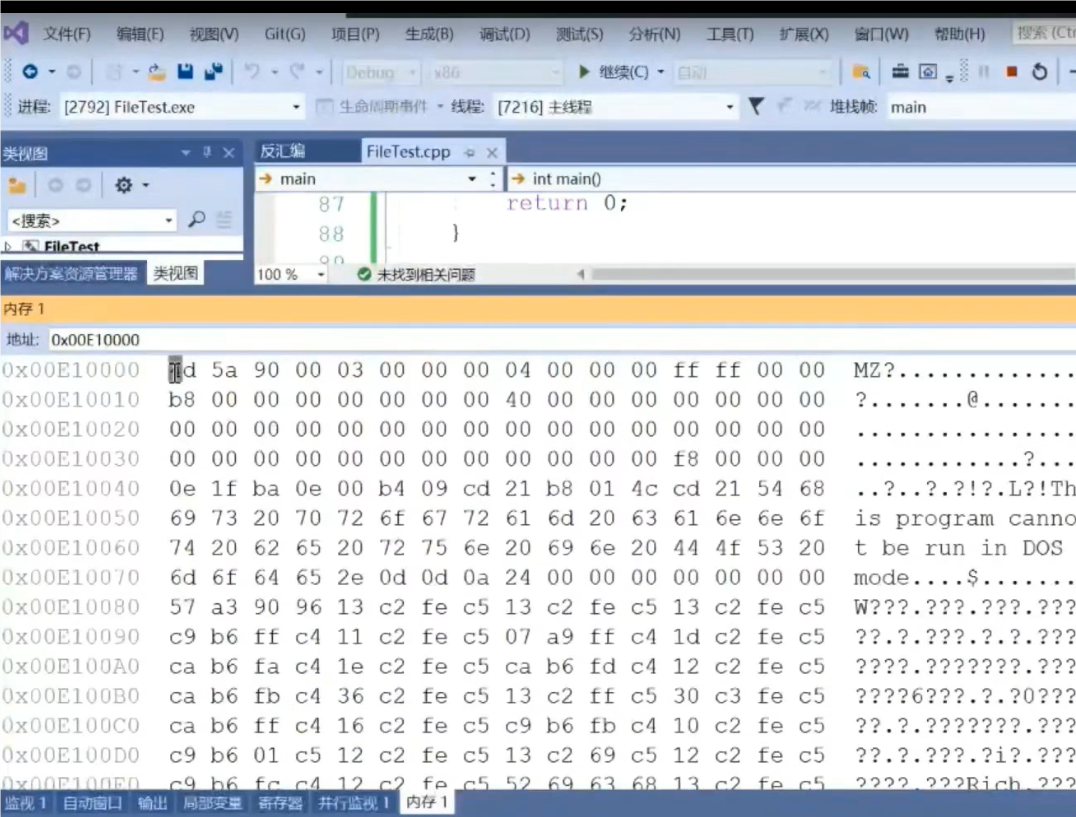 文件(F) 编辑(E) 视图(V) Git(G) 项目(P) 生成(B) 调试(D) 测试(S) 分析(N) 工具(T) 扩展(X) 窗口(W) 帮助(H) 搜索 (Ctr
Debug x86 继续(C) 自动
进程: [2792] FileTest.exe 生命周期事件 线程: [7216] 主线程 堆栈帧: main
类视图 反汇编 FileTest.cpp
main int main()
87 return 0;
<搜索>
88 }
FileTest
89
解决方案资源管理器 类视图 100 % 未找到相关问题
内存 1
地址: 0x00E10000
0x00E10000 4d 5a 90 00 03 00 00 00 04 00 00 00 ff ff 00 00 MZ?.............
0x00E10010 b8 00 00 00 00 00 00 00 40 00 00 00 00 00 00 00 ?.......@.......
0x00E10020 00 00 00 00 00 00 00 00 00 00 00 00 00 00 00 00 ................
0x00E10030 00 00 00 00 00 00 00 00 00 00 00 00 f8 00 00 00 ............?...
0x00E10040 0e 1f ba 0e 00 b4 09 cd 21 b8 01 4c cd 21 54 68 ..?..?.?!?.L?!Th
0x00E10050 69 73 20 70 72 6f 67 72 61 6d 20 63 61 6e 6e 6f is program canno
0x00E10060 74 20 62 65 20 72 75 6e 20 69 6e 20 44 4f 53 20 t be run in DOS
0x00E10070 6d 6f 64 65 2e 0d 0d 0a 24 00 00 00 00 00 00 00 mode....$.......
0x00E10080 57 a3 90 96 13 c2 fe c5 13 c2 fe c5 13 c2 fe c5 W???.???.???.???
0x00E10090 c9 b6 ff c4 11 c2 fe c5 07 a9 ff c4 1d c2 fe c5 ??.?.???.?.?.???
0x00E100A0 ca b6 fa c4 1e c2 fe c5 ca b6 fd c4 12 c2 fe c5 ????.???????.???
0x00E100B0 ca b6 fb c4 36 c2 fe c5 13 c2 ff c5 30 c3 fe c5 ????6???.?.?0???
0x00E100C0 ca b6 ff c4 16 c2 fe c5 c9 b6 fb c4 10 c2 fe c5 ??.?.???????.???
0x00E100D0 c9 b6 01 c5 12 c2 fe c5 13 c2 69 c5 12 c2 fe c5 ??.?.???.?i?.???
0x00E100E0 c9 b6 fc c4 12 c2 fe c5 52 69 63 68 13 c2 fe c5 ????.???Rich.???
监视 1 自动窗口 输出 局部变量 寄存器 并行监视 1 内存 1